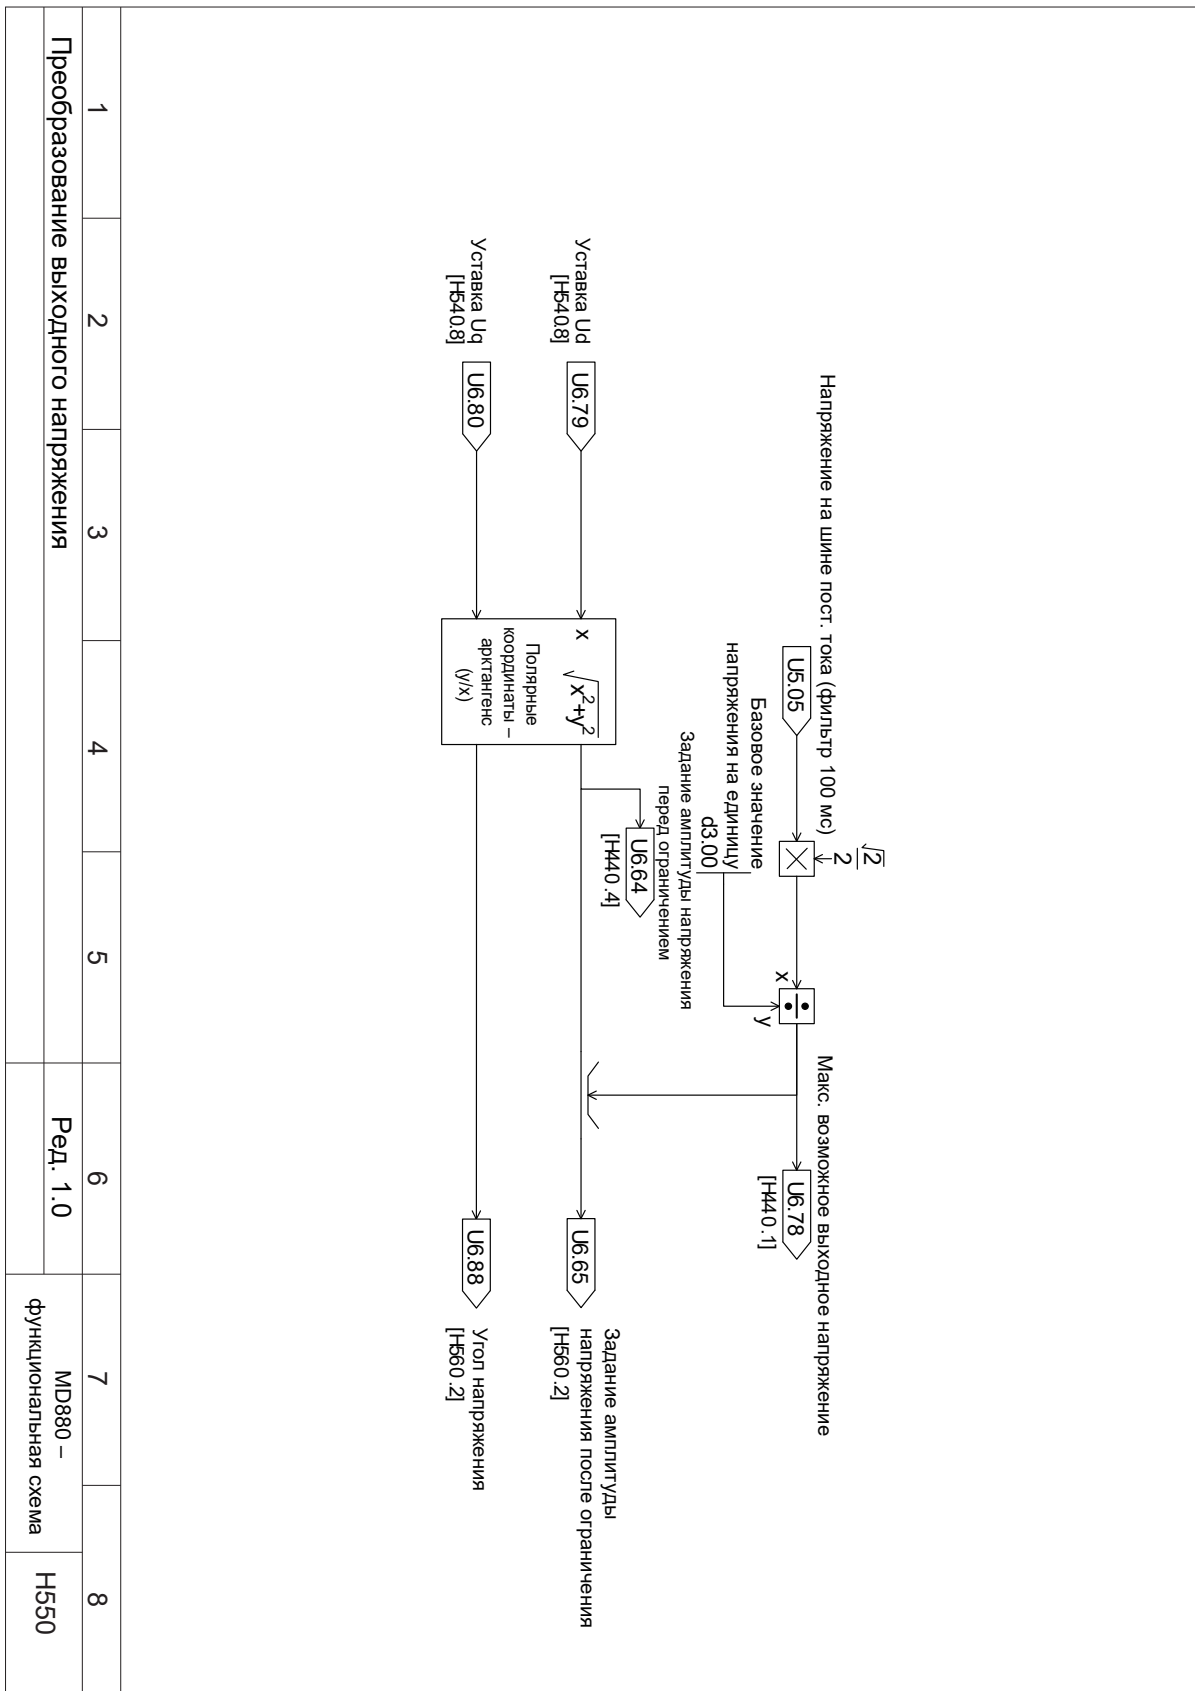 Напряжение на шине пост. тока (фильтр 100 мс)
U5.05
√2
2
x
y
Макс. возможное выходное напряжение
U6.78
[H440.1]
Базовое значение
напряжения на единицу
d3.00
Задание амплитуды напряжения
перед ограничением
U6.64
[H440.4]
Уставка Ud
[H540.8]
U6.79
x
√x²+y²
Полярные
координаты –
арктангенс
(y/x)
U6.65
Задание амплитуды
напряжения после ограничения
[H560.2]
Уставка Uq
[H540.8]
U6.80
U6.88
Угол напряжения
[H560.2]
1
2
3
4
5
6
7
8
Преобразование выходного напряжения
Ред. 1.0
MD880 –
функциональная схема
H550